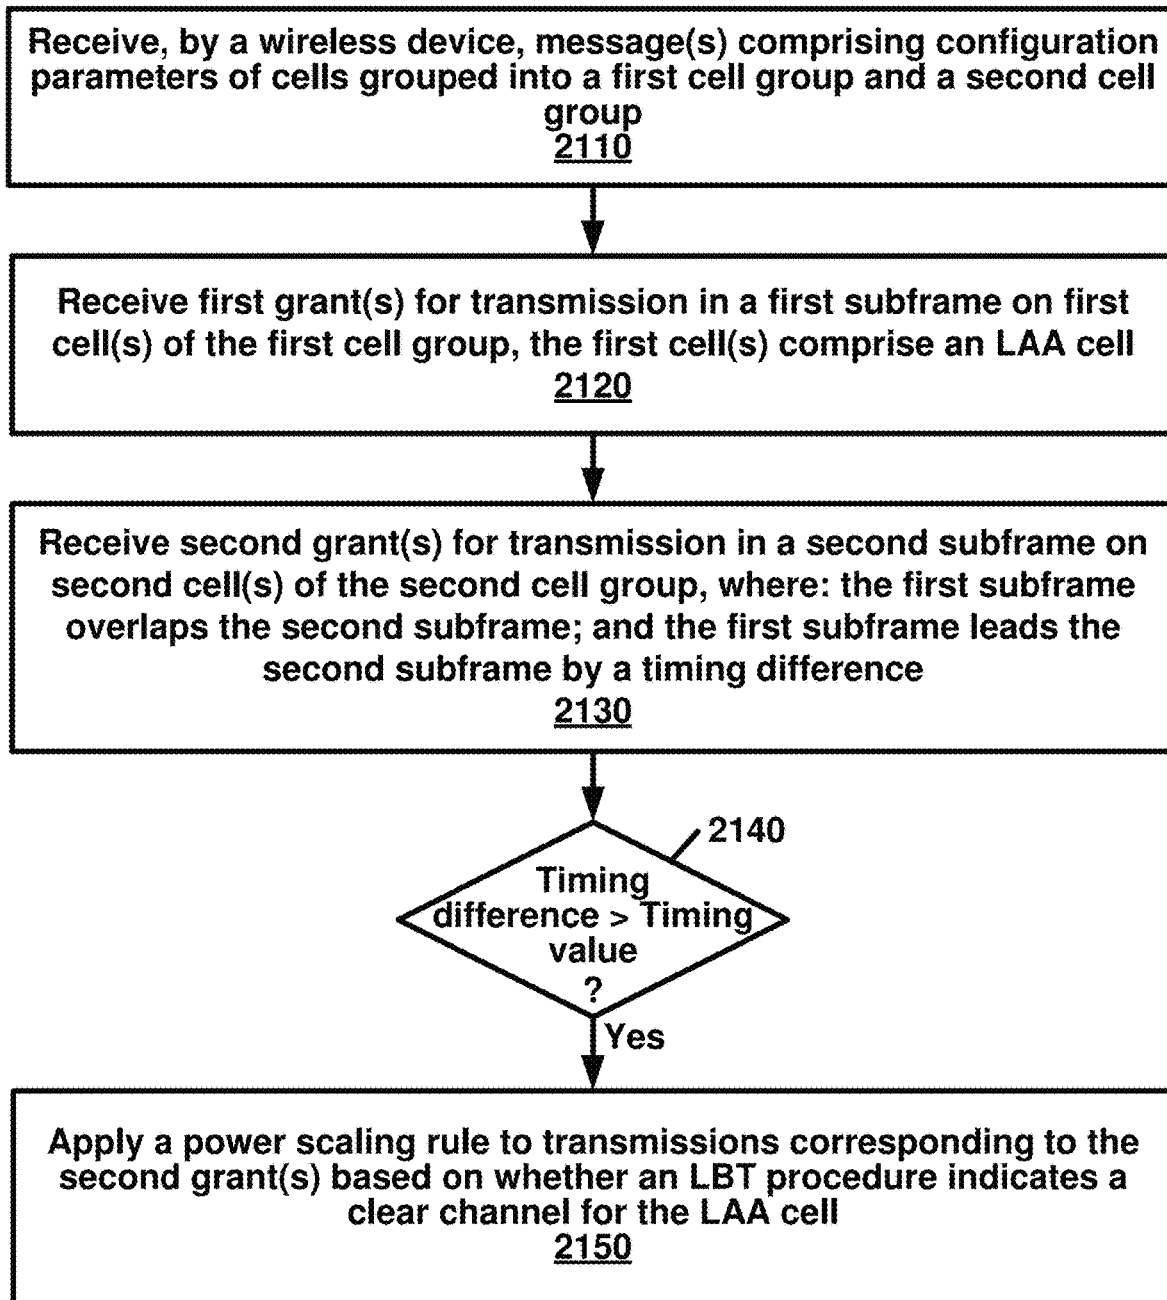 Receive, by a wireless device, message(s) comprising configuration
parameters of cells grouped into a first cell group and a second cell
group
2110
Receive first grant(s) for transmission in a first subframe on first
cell(s) of the first cell group, the first cell(s) comprise an LAA cell
2120
Receive second grant(s) for transmission in a second subframe on
second cell(s) of the second cell group, where: the first subframe
overlaps the second subframe; and the first subframe leads the
second subframe by a timing difference
2130
2140
Timing
difference > Timing
value
?
Yes
Apply a power scaling rule to transmissions corresponding to the
second grant(s) based on whether an LBT procedure indicates a
clear channel for the LAA cell
2150